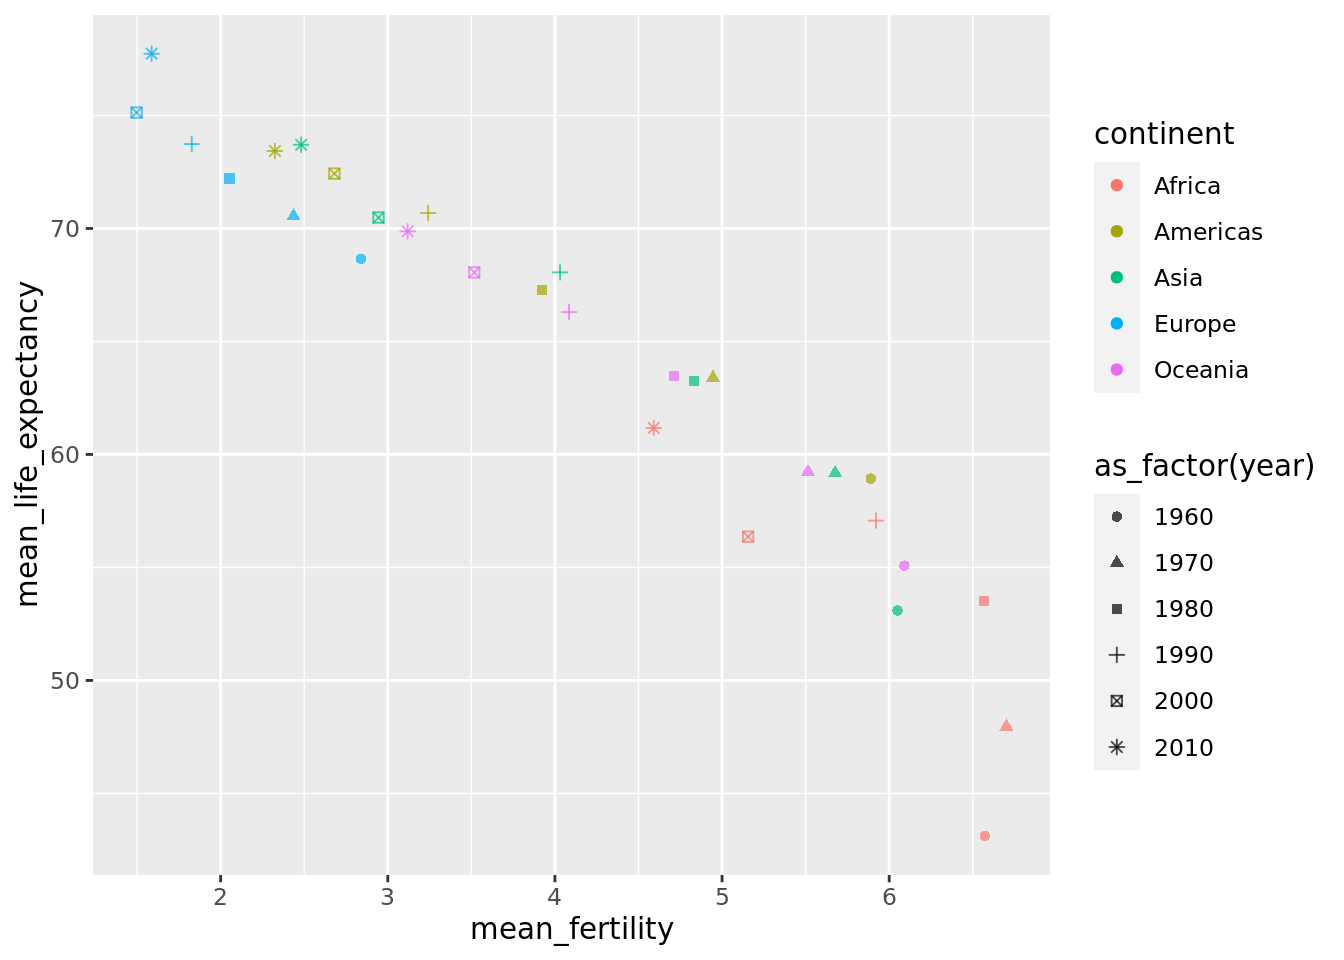 mean_life_expectancy
70
60
50
2 3 4 5 6
mean_fertility
continent
Africa
Americas
Asia
Europe
Oceania
as_factor(year)
1960
1970
1980
1990
2000
2010